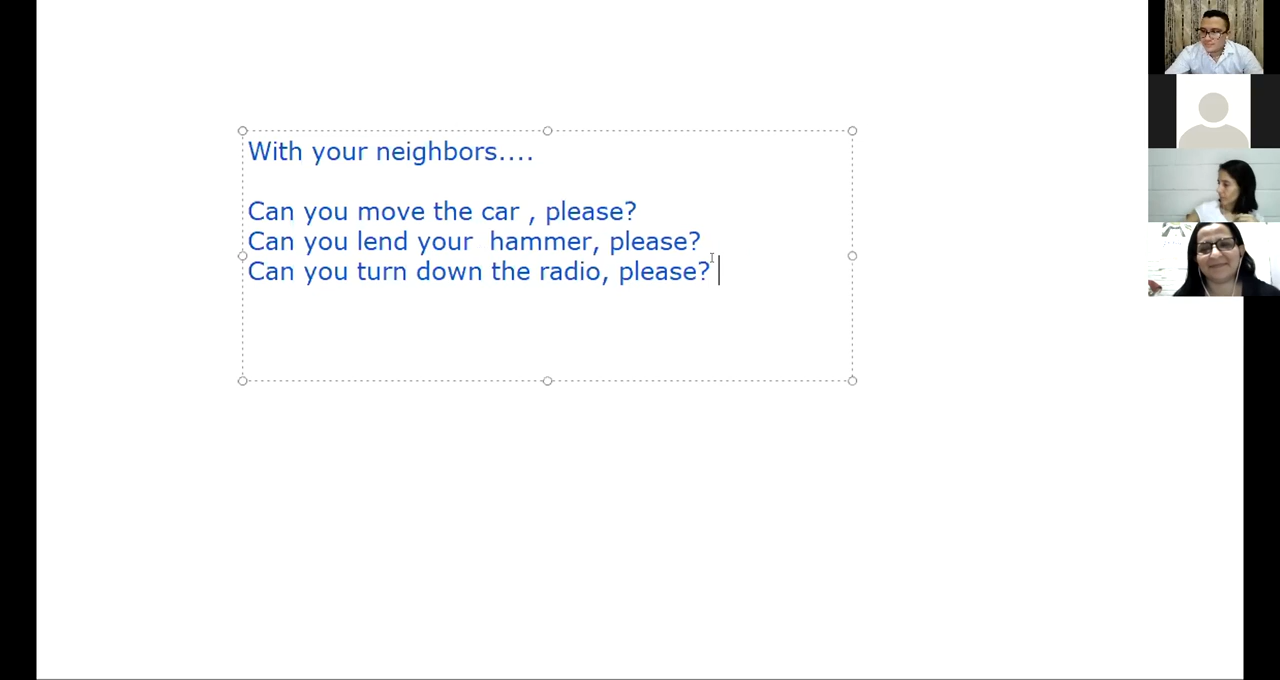 With your neighbors....
Can you move the car , please?
Can you lend your  hammer, please?
Can you turn down the radio, please?